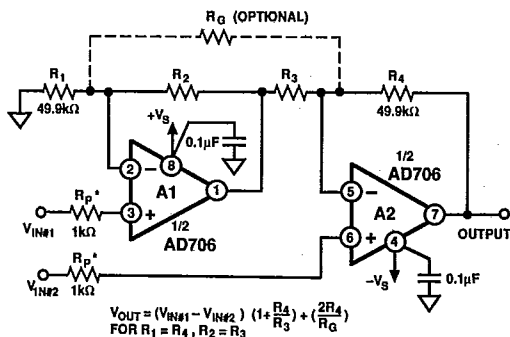 R_G (OPTIONAL)
R_1
49.9kΩ
R_2
R_3
R_4
49.9kΩ
+V_S
0.1µF
2
−
8
A1
1
3
+
1/2
AD706
R_P*
1kΩ
V_IN#1
1/2
AD706
5
−
A2
7
6
+
4
OUTPUT
−V_S
0.1µF
R_P*
1kΩ
V_IN#2
V_OUT = (V_IN#1 − V_IN#2) (1+ R_4/R_3) + (2R_4/R_G)
FOR R_1 = R_4, R_2 = R_3